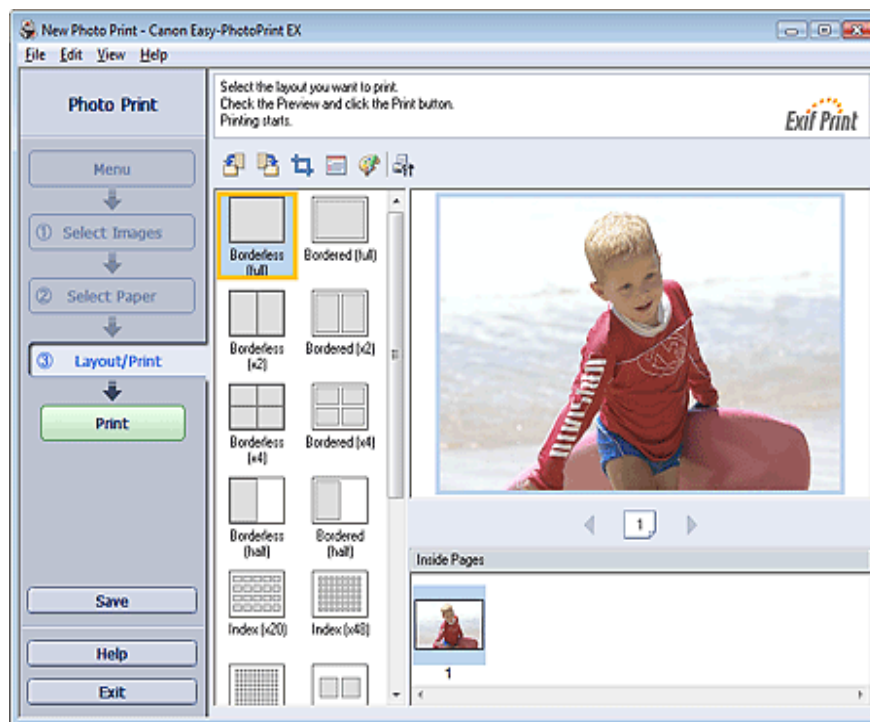 New Photo Print - Canon Easy-PhotoPrint EX
File Edit View Help
Photo Print
Select the layout you want to print.
Check the Preview and click the Print button.
Printing starts.
Exif Print
Menu
① Select Images
② Select Paper
③ Layout/Print
Print
Save
Help
Exit
Borderless
(full)
Bordered (full)
Borderless
(x2)
Bordered (x2)
Borderless
(x4)
Bordered (x4)
Borderless
(half)
Bordered
(half)
Index (x20)
Index (x48)
1
Inside Pages
1